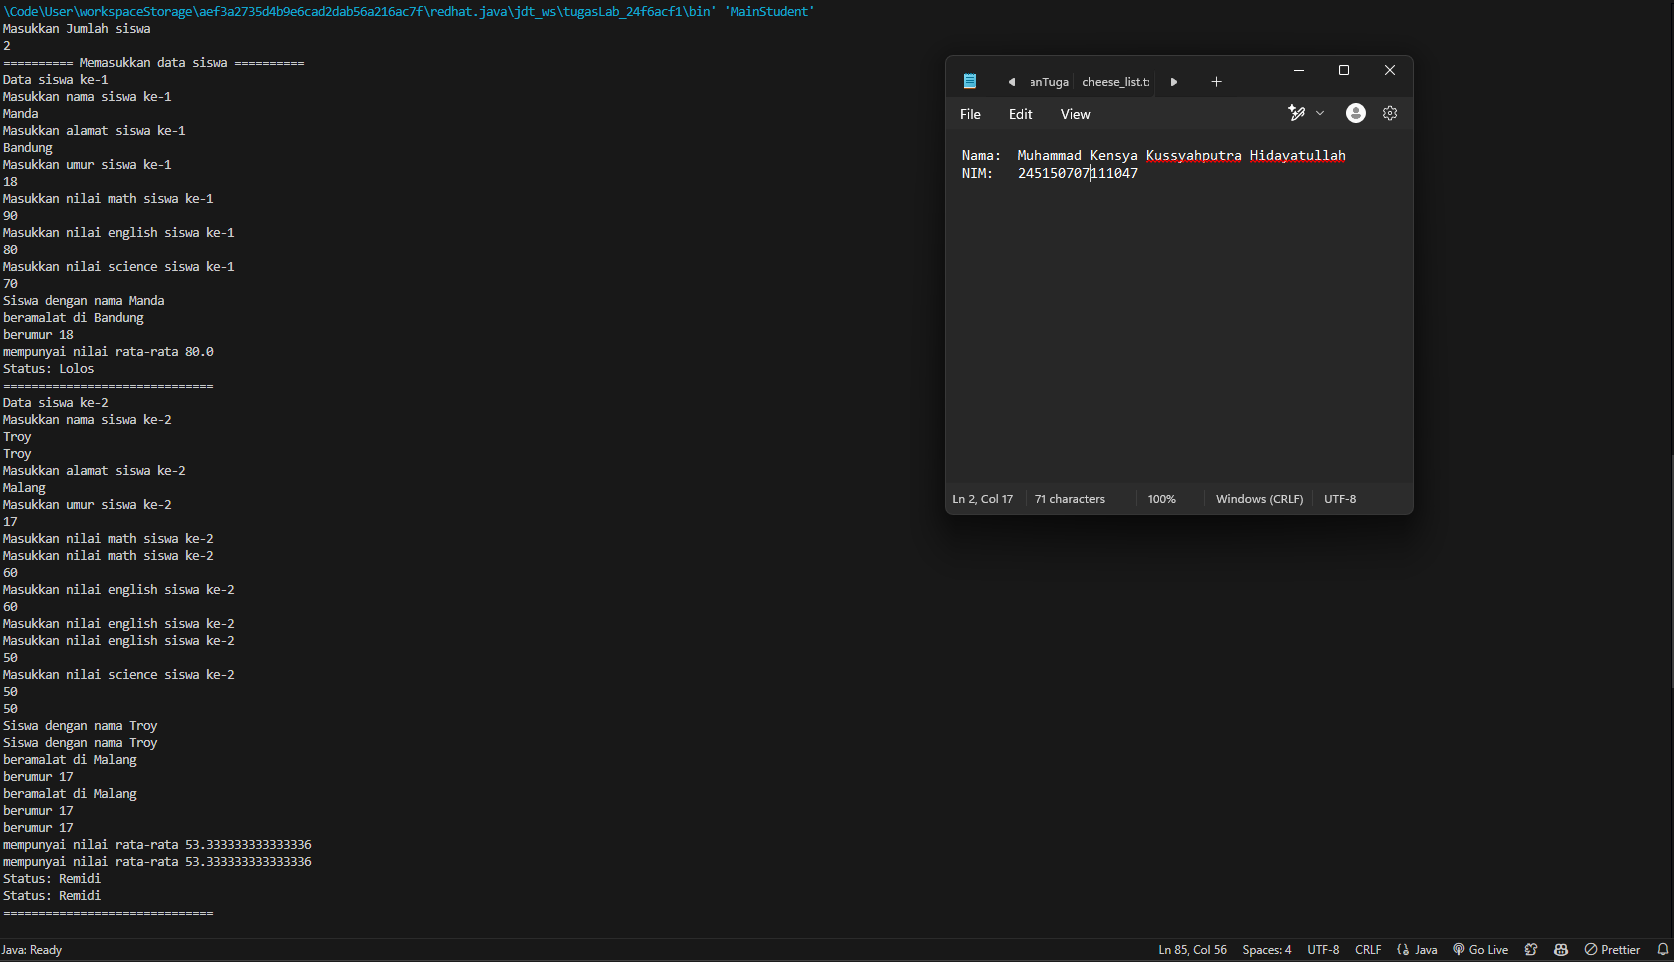 \Code\User\workspaceStorage\aef3a2735d4b9e6cad2dab56a216ac7f\redhat.java\jdt_ws\tugasLab_24f6acf1\bin' 'MainStudent'
Masukkan Jumlah siswa
2
========== Memasukkan data siswa ==========
Data siswa ke-1
Masukkan nama siswa ke-1
Manda
Masukkan alamat siswa ke-1
Bandung
Masukkan umur siswa ke-1
18
Masukkan nilai math siswa ke-1
90
Masukkan nilai english siswa ke-1
80
Masukkan nilai science siswa ke-1
70
Siswa dengan nama Manda
beramalat di Bandung
berumur 18
mempunyai nilai rata-rata 80.0
Status: Lolos
==============================
Data siswa ke-2
Masukkan nama siswa ke-2
Troy
Troy
Masukkan alamat siswa ke-2
Malang
Masukkan umur siswa ke-2
17
Masukkan nilai math siswa ke-2
Masukkan nilai math siswa ke-2
60
Masukkan nilai english siswa ke-2
60
Masukkan nilai english siswa ke-2
Masukkan nilai english siswa ke-2
50
Masukkan nilai science siswa ke-2
50
50
Siswa dengan nama Troy
Siswa dengan nama Troy
beramalat di Malang
berumur 17
beramalat di Malang
berumur 17
berumur 17
mempunyai nilai rata-rata 53.333333333333336
mempunyai nilai rata-rata 53.333333333333336
Status: Remidi
Status: Remidi
==============================
anTuga cheese_list.t
File Edit View
Nama: Muhammad Kensya Kussyahputra Hidayatullah
NIM: 245150707111047
Ln 2, Col 17 71 characters 100% Windows (CRLF) UTF-8
Java: Ready Ln 85, Col 56 Spaces: 4 UTF-8 CRLF Java Go Live Prettier